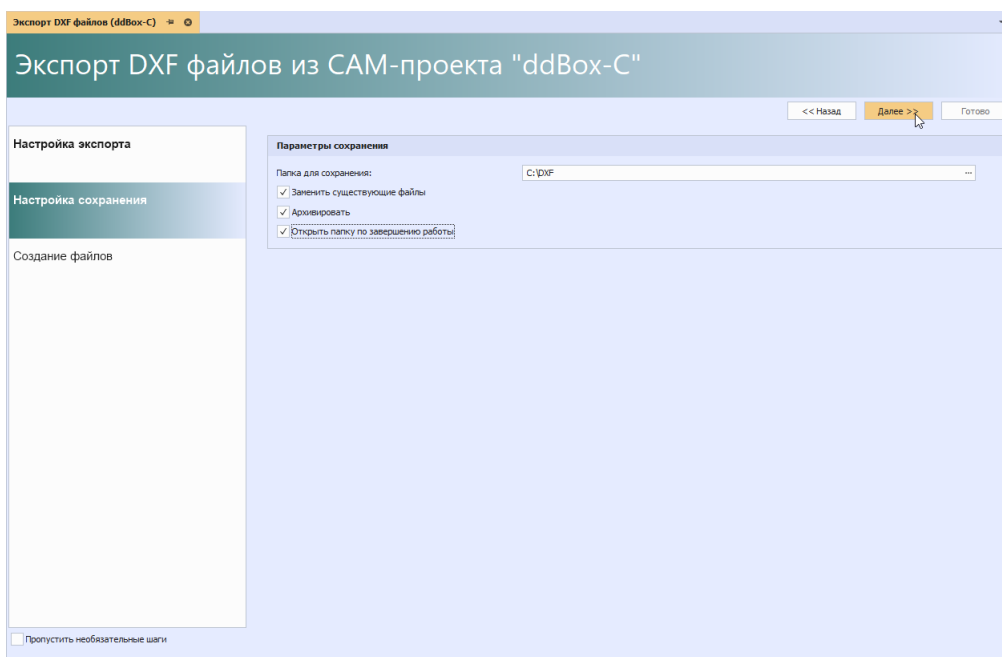 Экспорт DXF файлов (ddBox-C)
Экспорт DXF файлов из CAM-проекта "ddBox-C"
<< Назад Далее >> Готово
Настройка экспорта
Настройка сохранения
Создание файлов
Параметры сохранения
Папка для сохранения: C:\DXF ...
Заменить существующие файлы
Архивировать
Открыть папку по завершению работы
Пропустить необязательные шаги